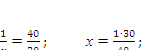 1/ = 40/30; x = 1·30/40;